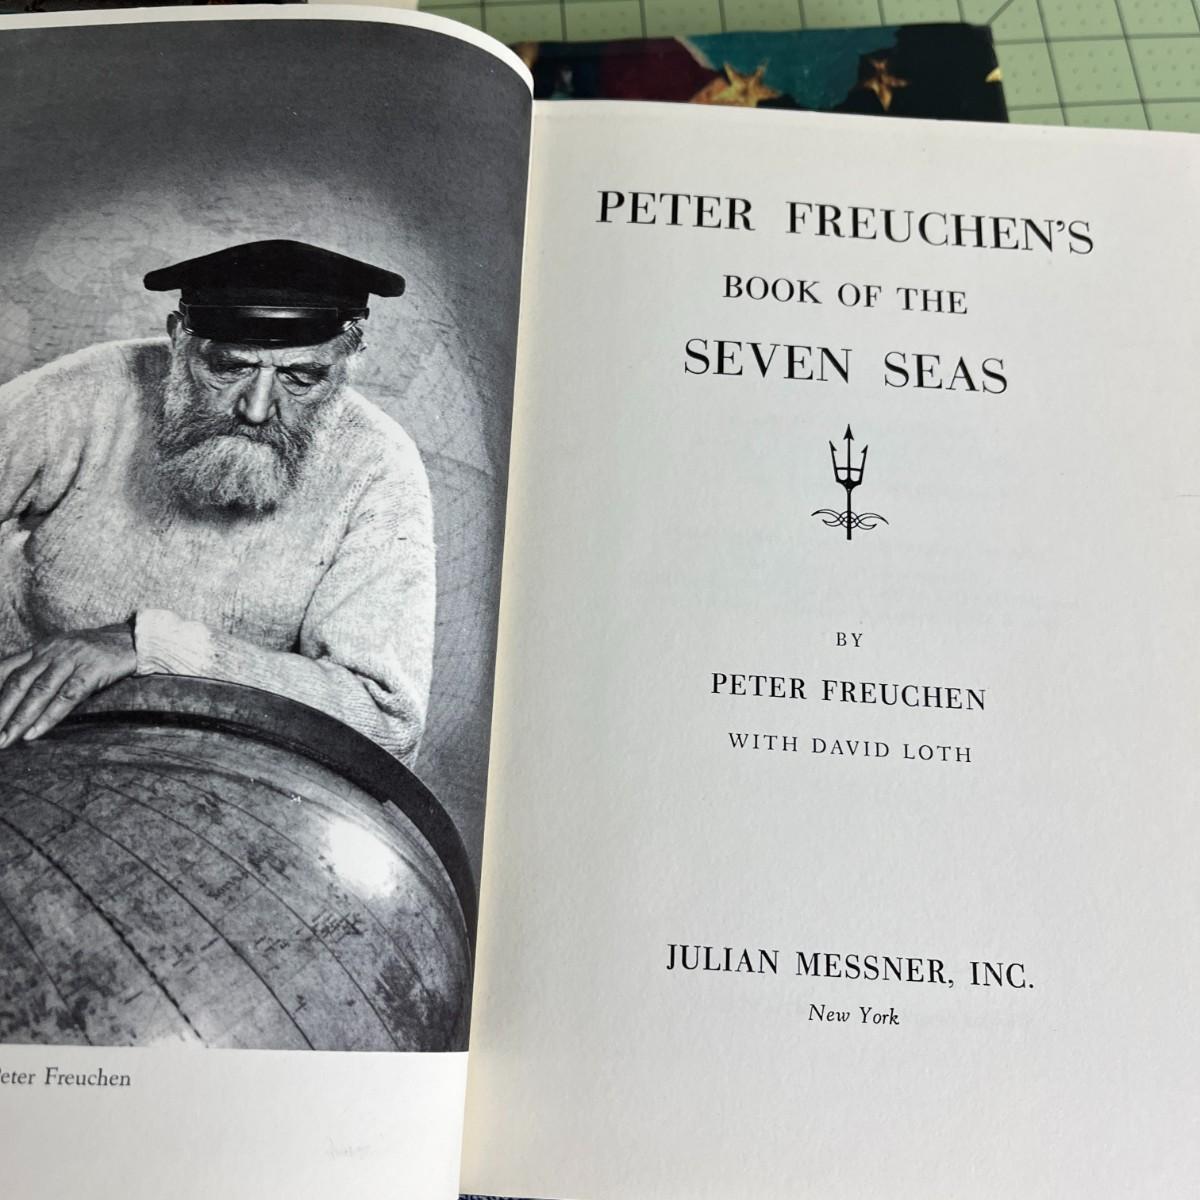 PETER FREUCHEN'S
BOOK OF THE
SEVEN SEAS
BY
PETER FREUCHEN
WITH DAVID LOTH
JULIAN MESSNER, INC.
New York
eter Freuchen